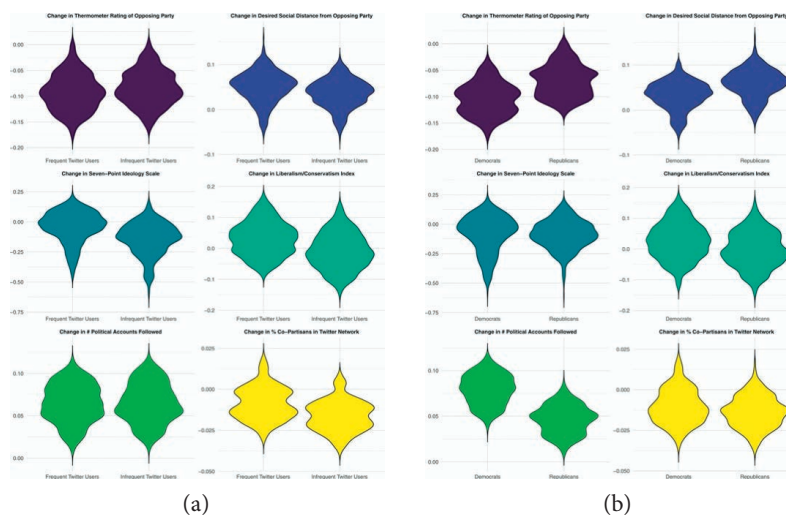 Change in Thermometer Rating of Opposing Party
0.00
−0.05
−0.10
−0.15
−0.20
Frequent Twitter Users Infrequent Twitter Users
Change in Desired Social Distance from Opposing Party
0.1
0.0
−0.1
Frequent Twitter Users Infrequent Twitter Users
Change in Seven−Point Ideology Scale
0.25
−0.00
−0.25
−0.50
−0.75
Frequent Twitter Users Infrequent Twitter Users
Change in Liberalism/Conservatism Index
0.2
0.1
0.0
−0.1
−0.2
Frequent Twitter Users Infrequent Twitter Users
Change in # Political Accounts Followed
0.10
0.05
0.00
Frequent Twitter Users Infrequent Twitter Users
Change in % Co−Partisans in Twitter Network
0.025
−0.000
−0.025
−0.050
Frequent Twitter Users Infrequent Twitter Users
(a)
Change in Thermometer Rating of Opposing Party
0.00
−0.05
−0.10
−0.15
−0.20
Democrats Republicans
Change in Desired Social Distance from Opposing Party
0.1
0.0
−0.1
Democrats Republicans
Change in Seven−Point Ideology Scale
0.25
−0.00
−0.25
−0.50
−0.75
Democrats Republicans
Change in Liberalism/Conservatism Index
0.2
0.1
0.0
−0.1
−0.2
Democrats Republicans
Change in # Political Accounts Followed
0.10
0.05
0.00
Democrats Republicans
Change in % Co−Partisans in Twitter Network
0.025
−0.000
−0.025
−0.050
Democrats Republicans
(b)